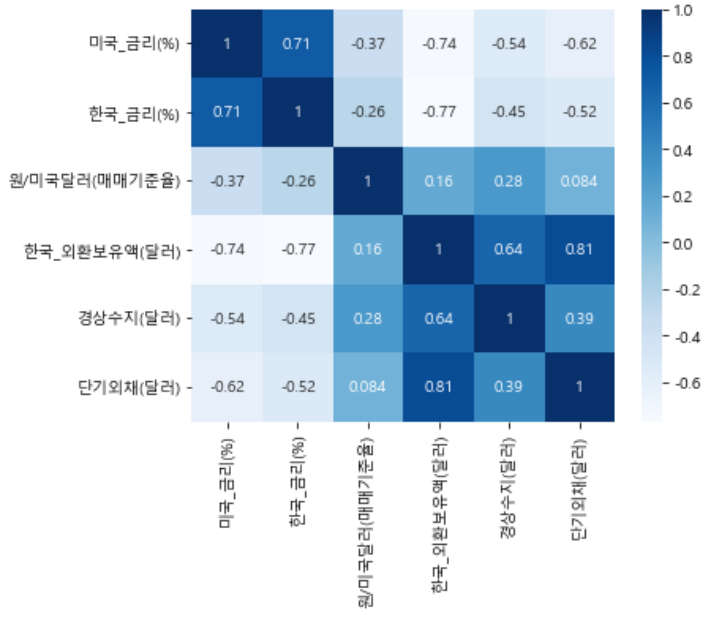 미국_금리(%) 1 0.71 -0.37 -0.74 -0.54 -0.62
한국_금리(%) 0.71 1 -0.26 -0.77 -0.45 -0.52
원/미국달러(매매기준율) -0.37 -0.26 1 0.16 0.28 0.084
한국_외환보유액(달러) -0.74 -0.77 0.16 1 0.64 0.81
경상수지(달러) -0.54 -0.45 0.28 0.64 1 0.39
단기외채(달러) -0.62 -0.52 0.084 0.81 0.39 1
미국_금리(%)
한국_금리(%)
원/미국달러(매매기준율)
한국_외환보유액(달러)
경상수지(달러)
단기외채(달러)
1.0
0.8
0.6
0.4
0.2
0.0
-0.2
-0.4
-0.6